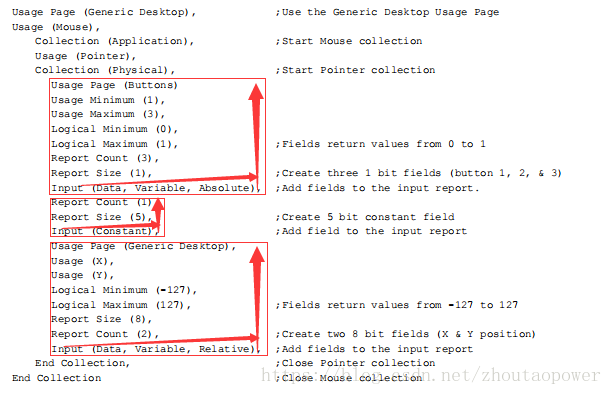 Usage Page (Generic Desktop), ;Use the Generic Desktop Usage Page
Usage (Mouse),
Collection (Application), ;Start Mouse collection
Usage (Pointer),
Collection (Physical), ;Start Pointer collection
Usage Page (Buttons)
Usage Minimum (1),
Usage Maximum (3),
Logical Minimum (0),
Logical Maximum (1), ;Fields return values from 0 to 1
Report Count (3),
Report Size (1), ;Create three 1 bit fields (button 1, 2, & 3)
Input (Data, Variable, Absolute), ;Add fields to the input report.
Report Count (1),
Report Size (5), ;Create 5 bit constant field
Input (Constant), ;Add field to the input report
Usage Page (Generic Desktop),
Usage (X),
Usage (Y),
Logical Minimum (-127),
Logical Maximum (127), ;Fields return values from -127 to 127
Report Size (8),
Report Count (2), ;Create two 8 bit fields (X & Y position)
Input (Data, Variable, Relative), ;Add fields to the input report
End Collection, ;Close Pointer collection
End Collection ;Close Mouse collection
https://blog.csdn.net/zhoutaopower